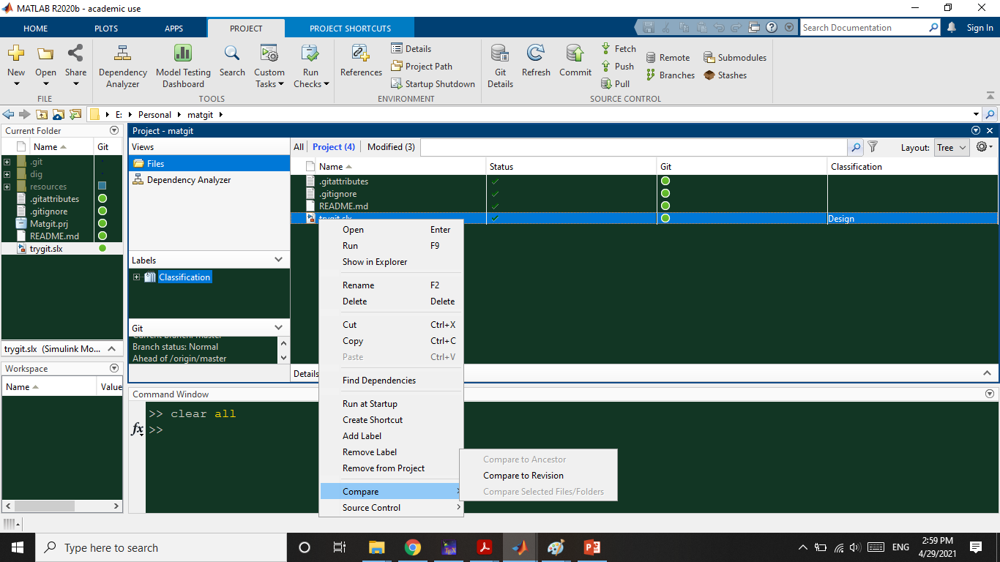 MATLAB R2020b - academic use
HOME PLOTS APPS PROJECT PROJECT SHORTCUTS Search Documentation Sign In
New Open Share Dependency Analyzer Model Testing Dashboard Search Custom Tasks Run Checks References Details Project Path Startup Shutdown Git Details Refresh Commit Fetch Push Pull Remote Branches Submodules Stashes
FILE TOOLS ENVIRONMENT SOURCE CONTROL
E: Personal matgit
Current Folder
Name Git
.git
dig
resources
.gitattributes
.gitignore
Matgit.prj
README.md
trygit.slx
trygit.slx (Simulink Mo...
Workspace
Name Value
Project - matgit
Views
Files
Dependency Analyzer
Labels
Classification
Git
Current branch: master
Branch status: Normal
Ahead of /origin/master
All Project (4) Modified (3) Layout: Tree
Name Status Git Classification
.gitattributes
.gitignore
README.md
trygit.slx Design
Details
Open Enter
Run F9
Show in Explorer
Rename F2
Delete Delete
Cut Ctrl+X
Copy Ctrl+C
Paste Ctrl+V
Find Dependencies
Run at Startup
Create Shortcut
Add Label
Remove Label
Remove from Project
Compare
Source Control
Compare to Ancestor
Compare to Revision
Compare Selected Files/Folders
Command Window
>> clear all
fx >>
Type here to search
ENG
2:59 PM
4/29/2021